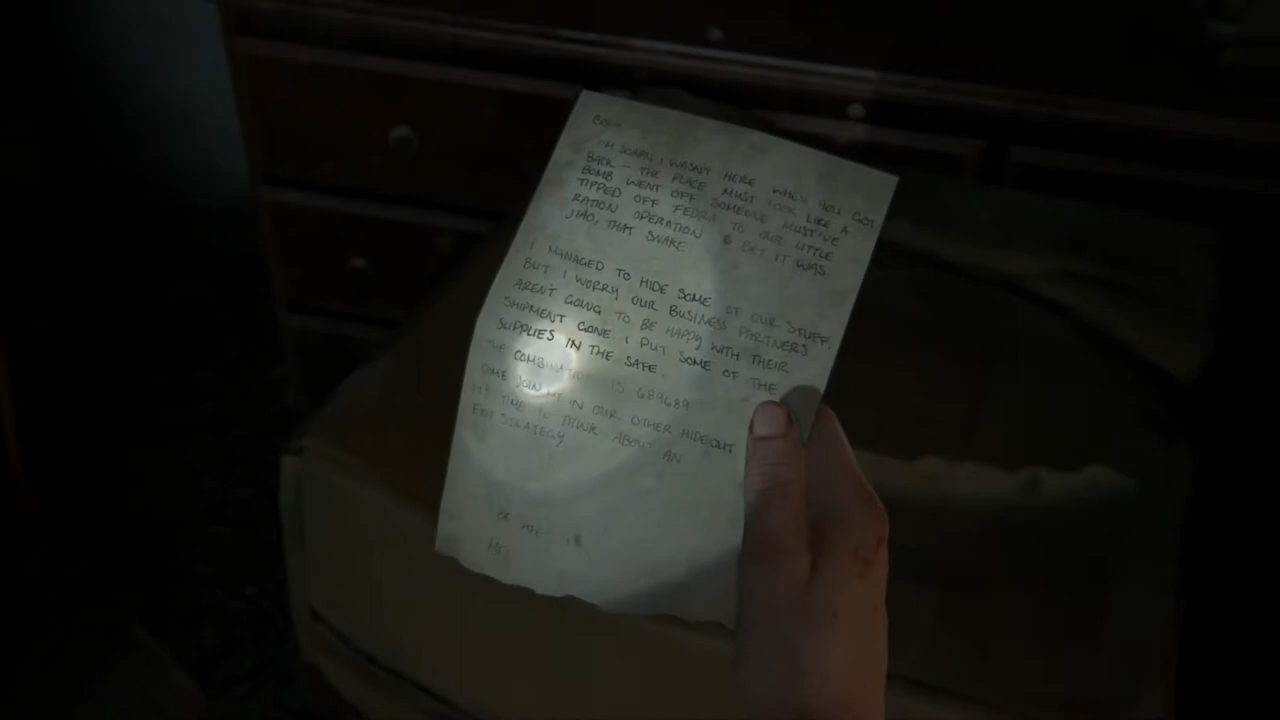 I'M SORRY I WASN'T HERE WHEN YOU GOT
BACK - THE PLACE MUST LOOK LIKE A
BOMB WENT OFF. SOMEONE MUST'VE
TIPPED OFF FEDRA TO OUR LITTLE
RATION OPERATION BET IT WAS
JIAO, THAT SNAKE.
I MANAGED TO HIDE SOME OF OUR STUFF.
BUT I WORRY OUR BUSINESS PARTNERS
AREN'T GOING TO BE HAPPY WITH THEIR
SHIPMENT GONE. I PUT SOME OF THE
SUPPLIES IN THE SAFE.
THE COMBINATION IS 689689
COME JOIN ME IN OUR OTHER HIDEOUT
IT'S TIME TO THINK ABOUT AN
EXIT STRATEGY